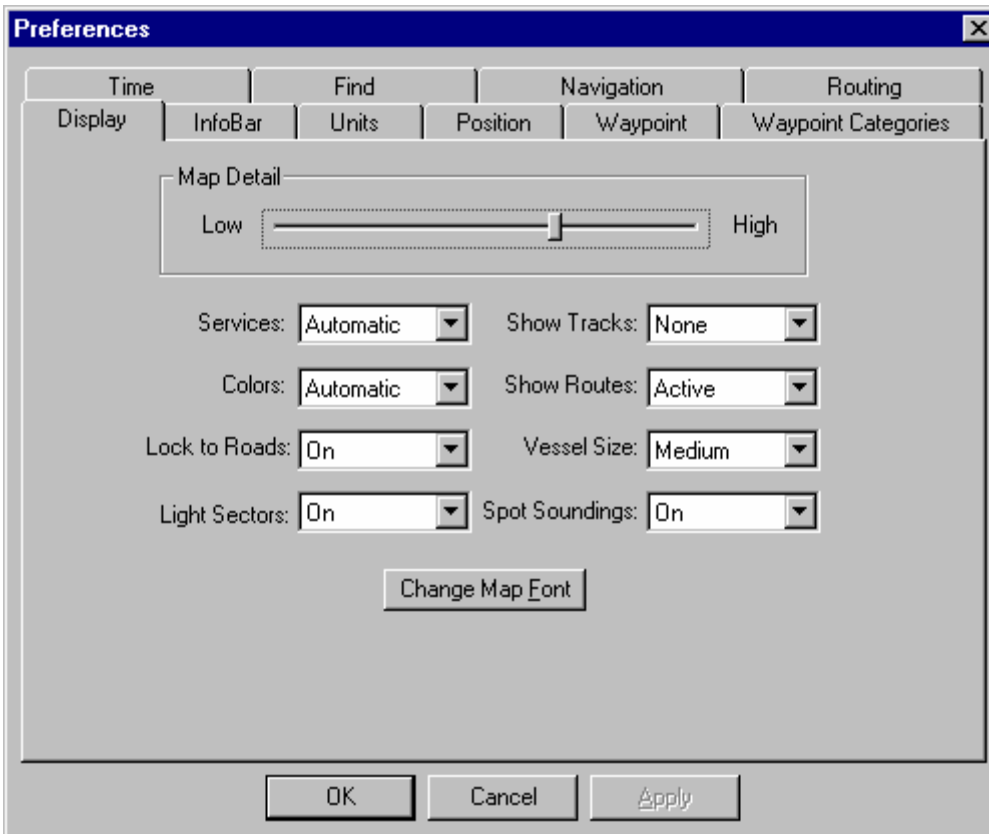 Preferences
Time Find Navigation Routing
Display InfoBar Units Position Waypoint Waypoint Categories
Map Detail
Low High
Services: Automatic Show Tracks: None
Colors: Automatic Show Routes: Active
Lock to Roads: On Vessel Size: Medium
Light Sectors: On Spot Soundings: On
Change Map Font
OK Cancel Apply